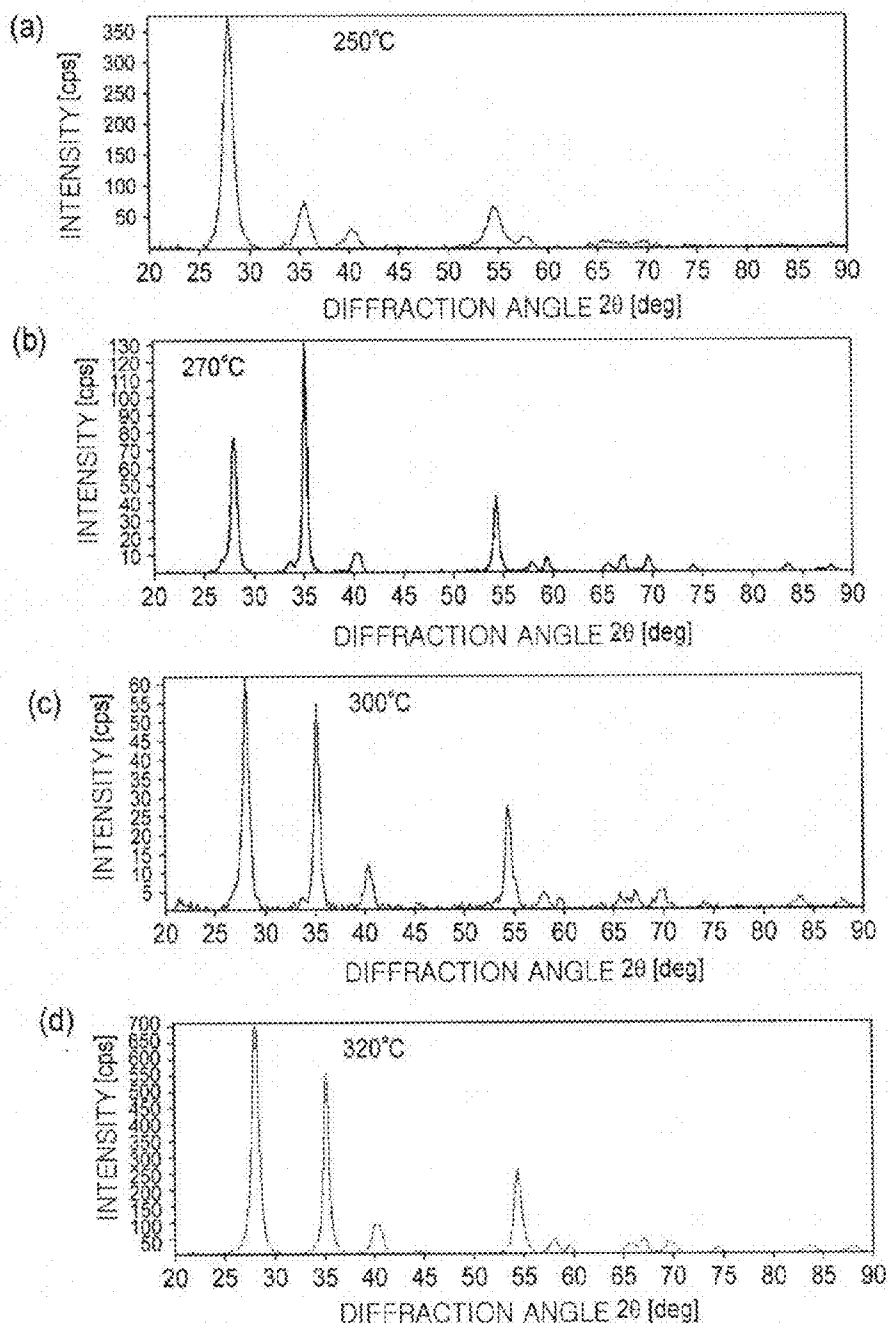 (a)
250°C
INTENSITY [cps]
350
300
250
200
150
100
50
20 25 30 35 40 45 50 55 60 65 70 75 80 85 90
DIFFRACTION ANGLE 2θ [deg]
(b)
270°C
INTENSITY [cps]
130
120
110
100
90
80
70
60
50
40
30
20
10
20 25 30 35 40 45 50 55 60 65 70 75 80 85 90
DIFFRACTION ANGLE 2θ [deg]
(c)
300°C
INTENSITY [cps]
60
55
50
45
40
35
30
25
20
15
10
5
20 25 30 35 40 45 50 55 60 65 70 75 80 85 90
DIFFRACTION ANGLE 2θ [deg]
(d)
320°C
INTENSITY [cps]
700
650
600
550
500
450
400
350
300
250
200
150
100
50
20 25 30 35 40 45 50 55 60 65 70 75 80 85 90
DIFFRACTION ANGLE 2θ [deg]